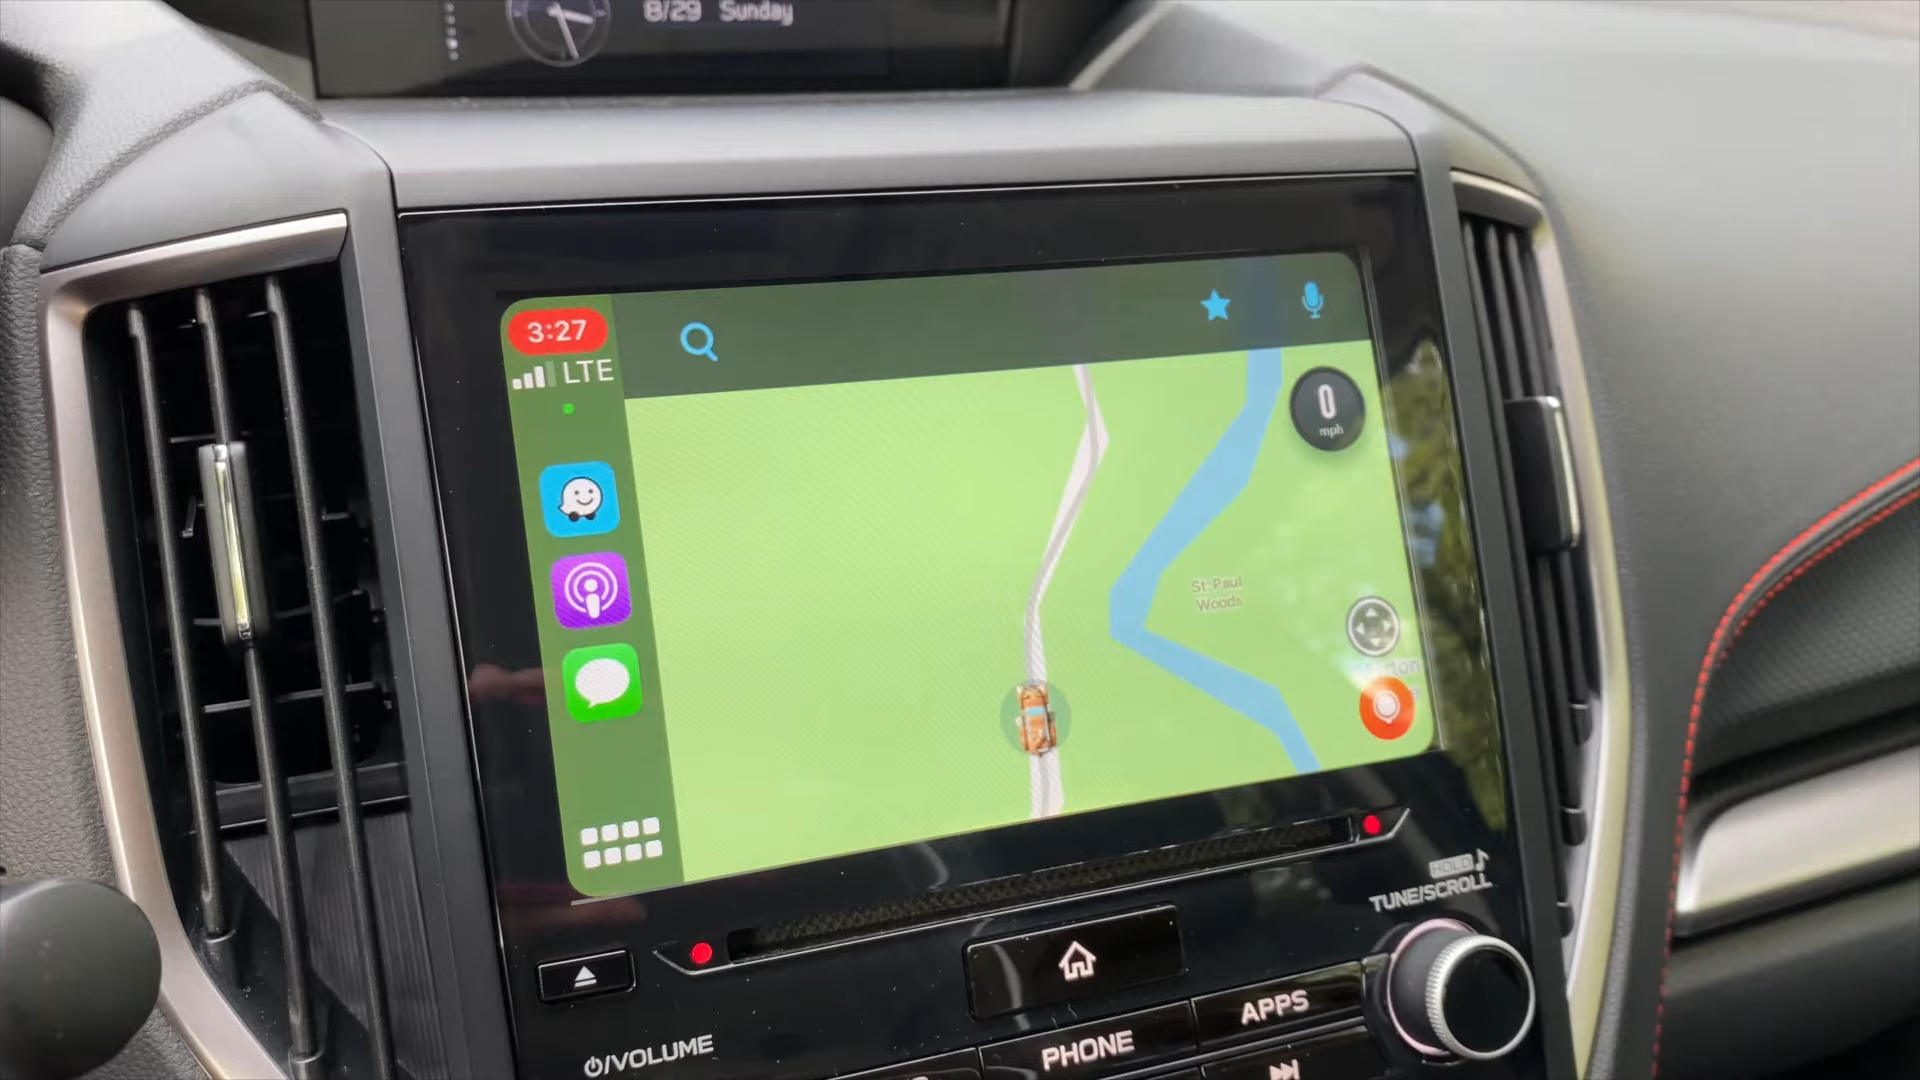 8/29 Sunday
3:27
LTE
0
mph
St. Paul
Woods
HOLD
TUNE/SCROLL
APPS
PHONE
/VOLUME